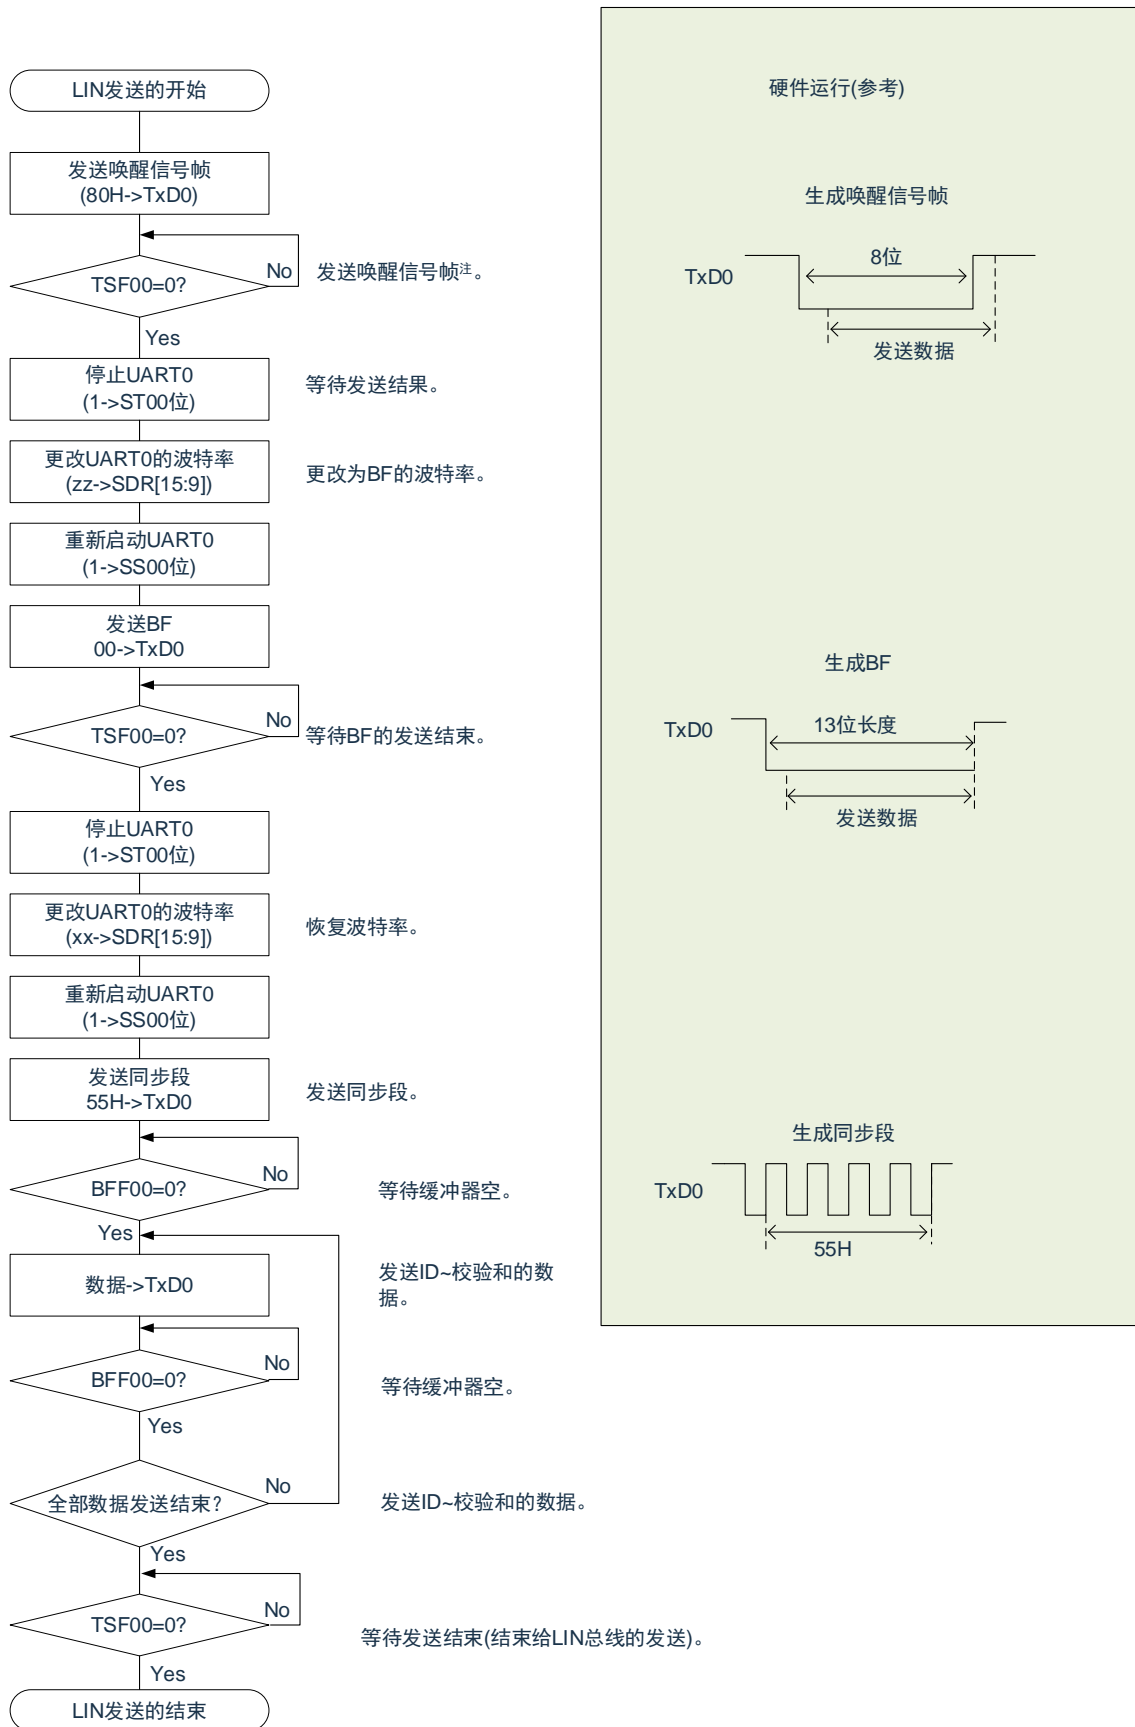 LIN发送的开始
发送唤醒信号帧
(80H->TxD0)
TSF00=0?
No
发送唤醒信号帧注。
Yes
停止UART0
(1->ST00位)
等待发送结果。
更改UART0的波特率
(zz->SDR[15:9])
更改为BF的波特率。
重新启动UART0
(1->SS00位)
发送BF
00->TxD0
TSF00=0?
No
等待BF的发送结束。
Yes
停止UART0
(1->ST00位)
更改UART0的波特率
(xx->SDR[15:9])
恢复波特率。
重新启动UART0
(1->SS00位)
发送同步段
55H->TxD0
发送同步段。
BFF00=0?
No
等待缓冲器空。
Yes
数据->TxD0
发送ID~校验和的数
据。
BFF00=0?
No
等待缓冲器空。
Yes
全部数据发送结束?
No
发送ID~校验和的数据。
Yes
TSF00=0?
No
等待发送结束(结束给LIN总线的发送)。
Yes
LIN发送的结束
硬件运行(参考)
生成唤醒信号帧
TxD0
8位
发送数据
生成BF
TxD0
13位长度
发送数据
生成同步段
TxD0
55H